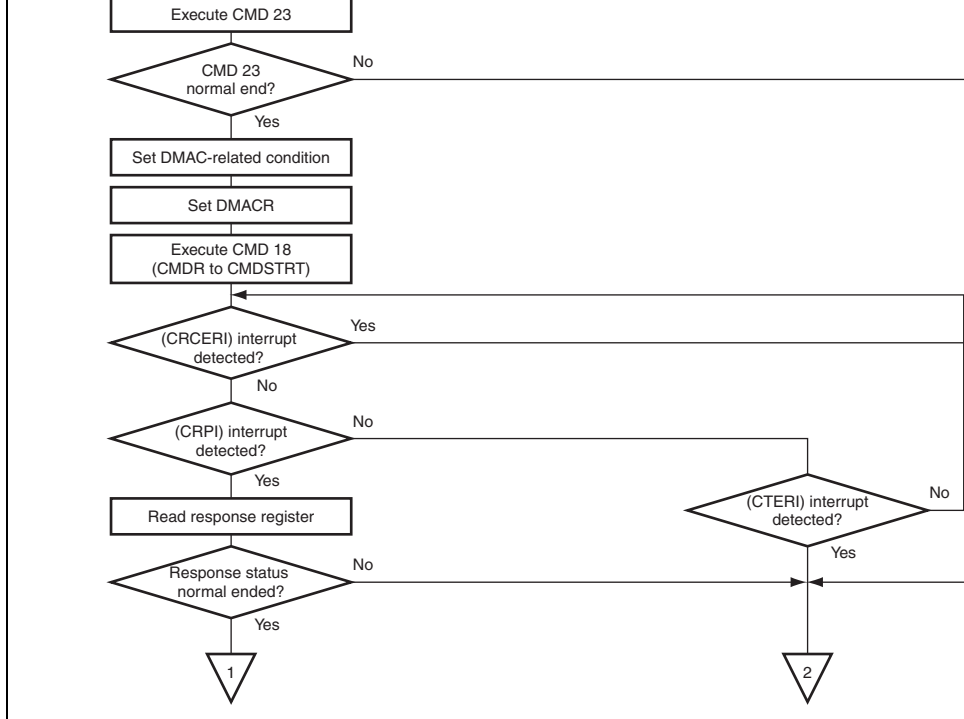 Execute CMD 23
CMD 23
normal end?
No
Yes
Set DMAC-related condition
Set DMACR
Execute CMD 18
(CMDR to CMDSTRT)
(CRCERI) interrupt
detected?
Yes
No
(CRPI) interrupt
detected?
No
Yes
(CTERI) interrupt
detected?
No
Yes
Read response register
Response status
normal ended?
No
Yes
1
2